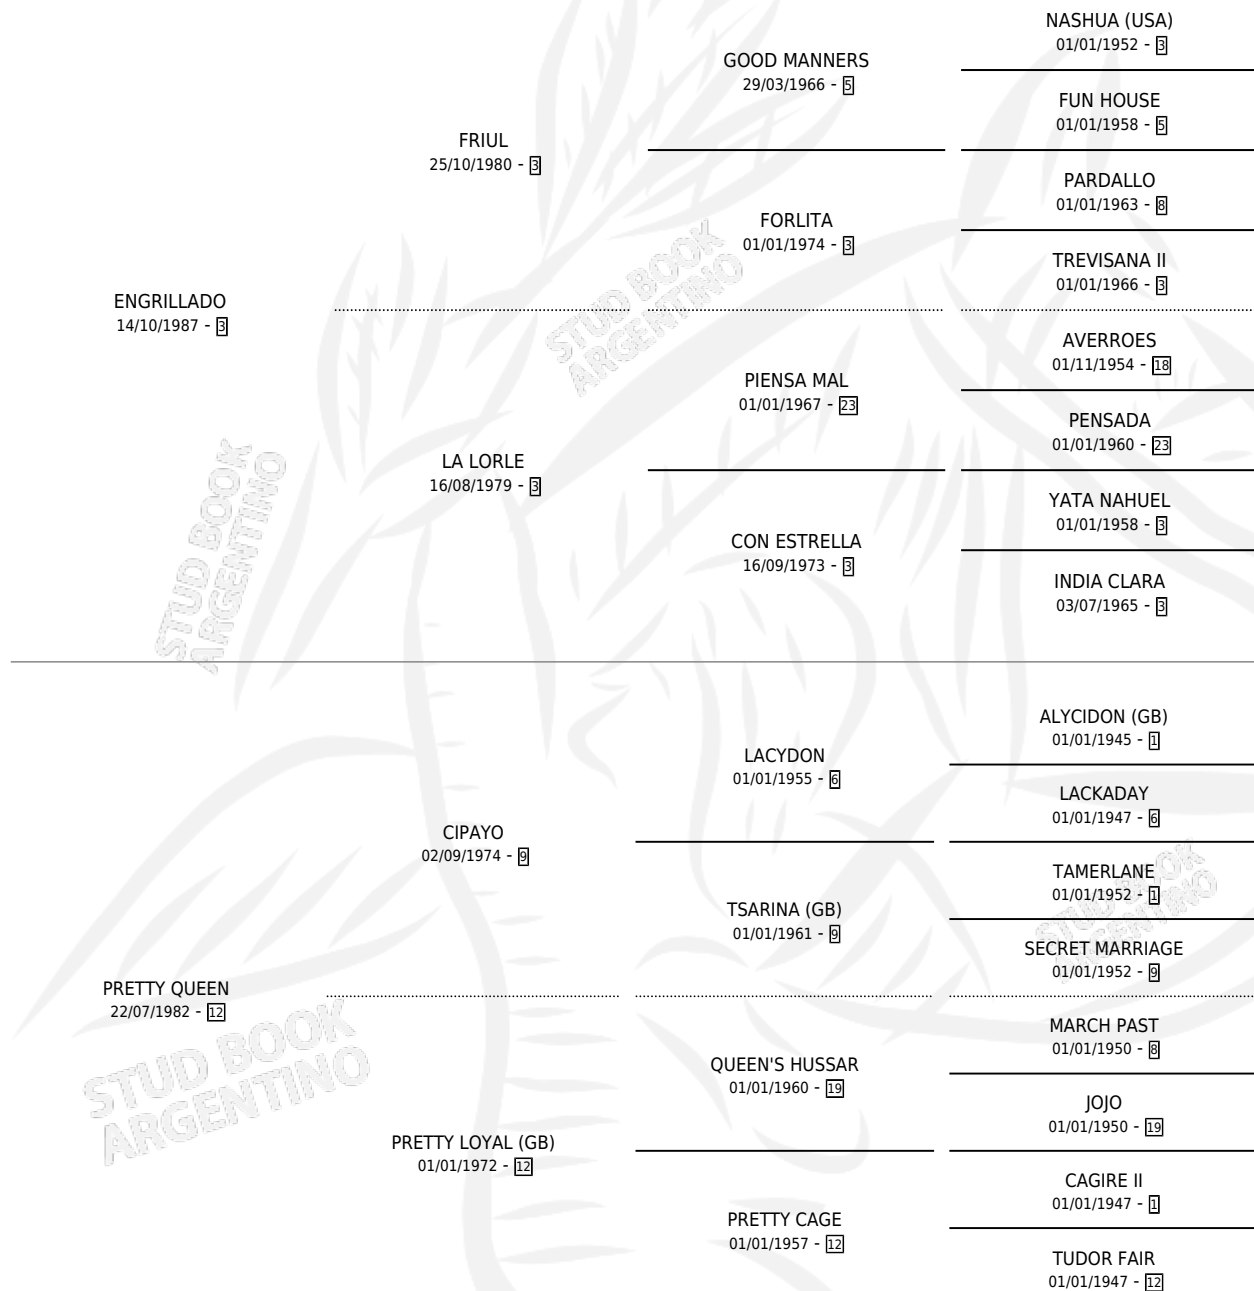 NASHUA (USA)
01/01/1952 - 3
GOOD MANNERS
29/03/1966 - 5
FUN HOUSE
01/01/1958 - 5
FRIUL
25/10/1980 - 3
PARDALLO
01/01/1963 - 8
FORLITA
01/01/1974 - 3
TREVISANA II
01/01/1966 - 3
ENGRILLADO
14/10/1987 - 3
AVERROES
01/11/1954 - 18
PIENSA MAL
01/01/1967 - 23
PENSADA
01/01/1960 - 23
LA LORLE
16/08/1979 - 3
YATA NAHUEL
01/01/1958 - 3
CON ESTRELLA
16/09/1973 - 3
INDIA CLARA
03/07/1965 - 3
STUD BOOK
ARGENTINO
STUD BOOK
ARGENTINO
ALYCIDON (GB)
01/01/1945 - 1
LACYDON
01/01/1955 - 6
LACKADAY
01/01/1947 - 6
CIPAYO
02/09/1974 - 9
TAMERLANE
01/01/1952 - 1
TSARINA (GB)
01/01/1961 - 9
SECRET MARRIAGE
01/01/1952 - 9
STUD BOOK
ARGENTINO
PRETTY QUEEN
22/07/1982 - 12
MARCH PAST
01/01/1950 - 8
QUEEN'S HUSSAR
01/01/1960 - 19
JOJO
01/01/1950 - 19
PRETTY LOYAL (GB)
01/01/1972 - 12
CAGIRE II
01/01/1947 - 1
PRETTY CAGE
01/01/1957 - 12
TUDOR FAIR
01/01/1947 - 12
STUD BOOK
ARGENTINO